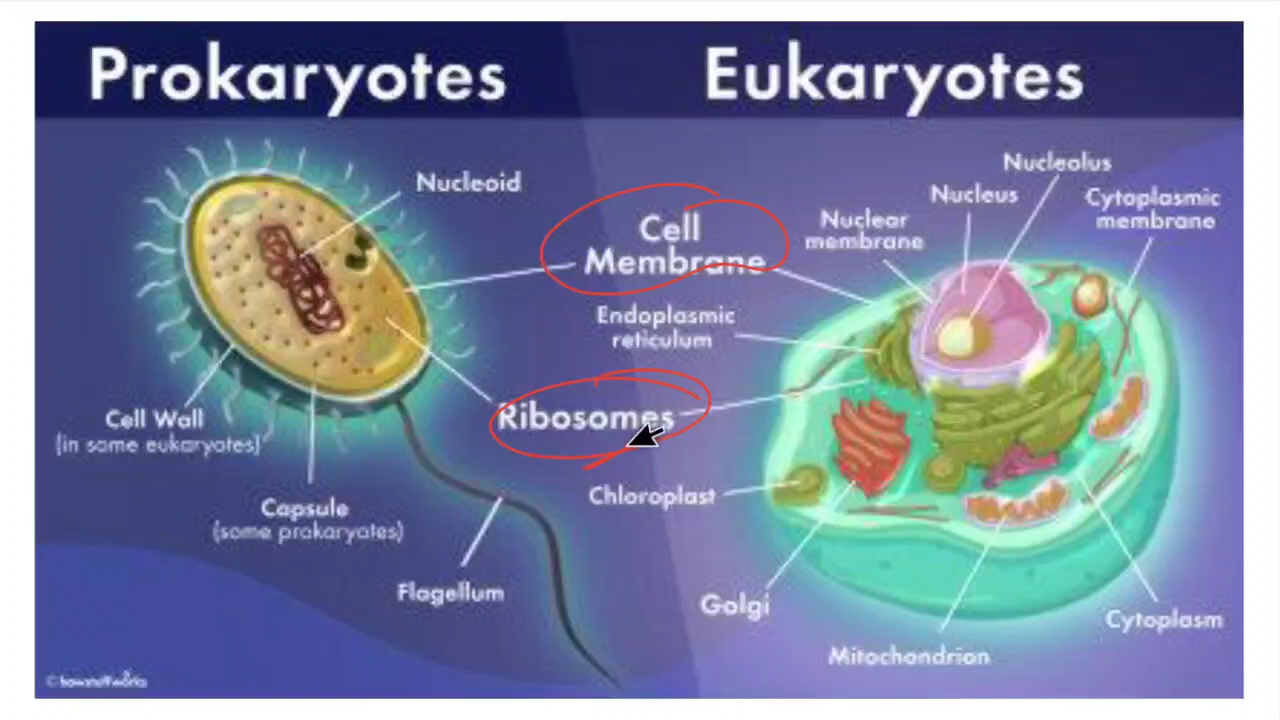 Prokaryotes
Eukaryotes
Nucleoid
Cell
Membrane
Endoplasmic
reticulum
Ribosomes
Chloroplast
Cell Wall
(in some eukaryotes)
Capsule
(some prokaryotes)
Flagellum
Nucleolus
Nucleus
Cytoplasmic
membrane
Nuclear
membrane
Golgi
Mitochondrion
Cytoplasm
©howstuffworks